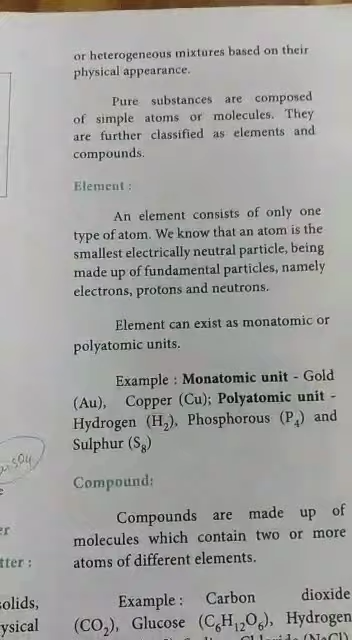 or heterogeneous mixtures based on their
physical appearance.
Pure substances are composed
of simple atoms or molecules. They
are further classified as elements and
compounds.
Element :
An element consists of only one
type of atom. We know that an atom is the
smallest electrically neutral particle, being
made up of fundamental particles, namely
electrons, protons and neutrons.
Element can exist as monatomic or
polyatomic units.
Example : Monatomic unit - Gold
(Au), Copper (Cu); Polyatomic unit -
Hydrogen (H₂), Phosphorous (P₄) and
Sulphur (S₈)
Compound:
Compounds are made up of
molecules which contain two or more
atoms of different elements.
Example : Carbon dioxide
(CO₂), Glucose (C₆H₁₂O₆), Hydrogen
tter :
olids,
ysical